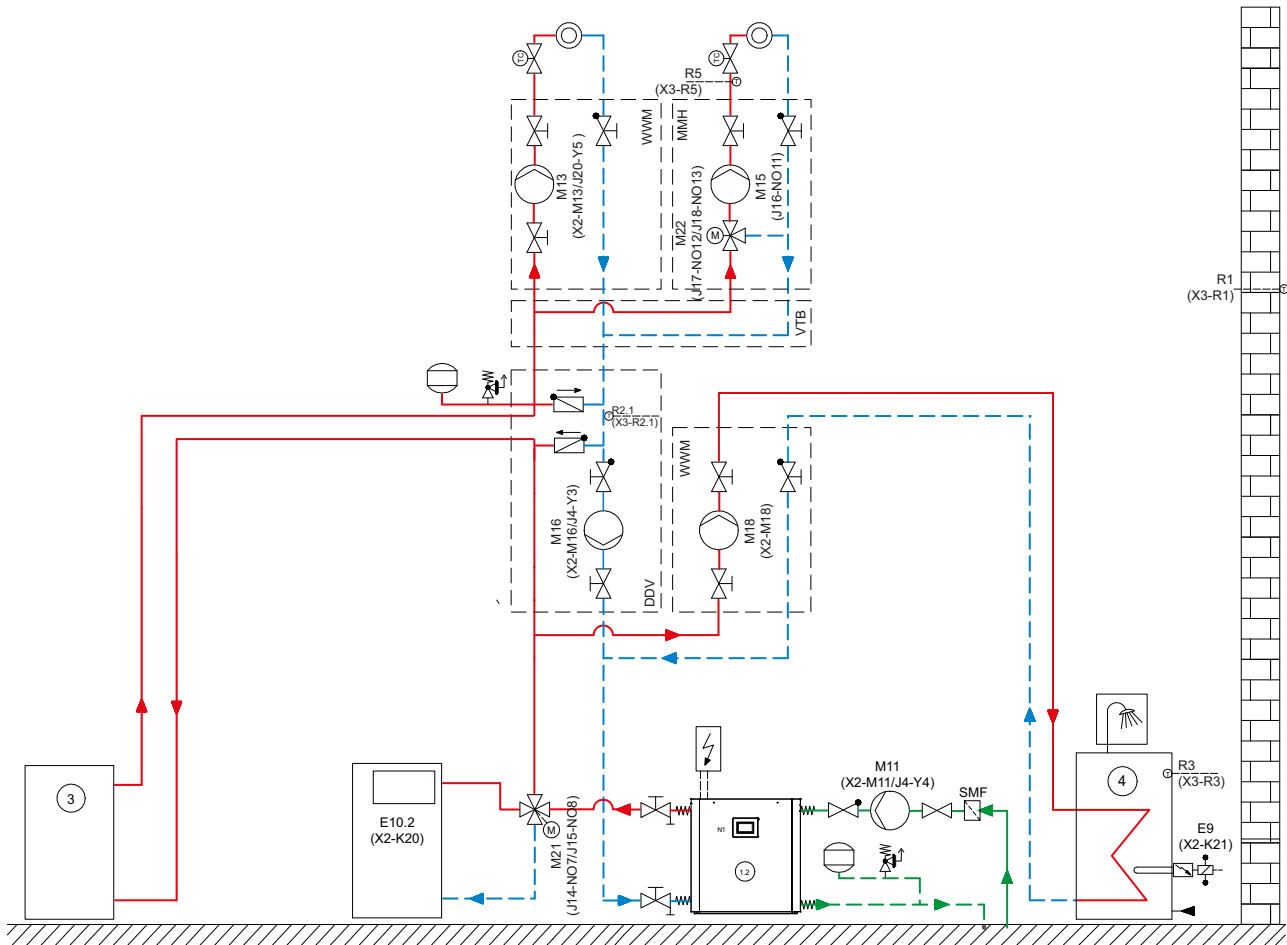 TC
TC
R5
(X3-R5)
T
WWM
MMH
M13
(X2-M13/J20-Y5 )
M15
(J16-NO11)
M22
(J17-NO12/J18-NO13)
M
R1
(X3-R1)
T
VTB
R2.1
(X3-R2.1)
T
WWM
M16
(X2-M16/J4-Y3)
M18
(X2-M18)
DDV
`
3
E10.2
(X2-K20)
M
M21
(J14-NO7/J15-NO8)
N1
1.2
M11
(X2-M11/J4-Y4)
SMF
4
T
R3
(X3-R3)
E9
(X2-K21)